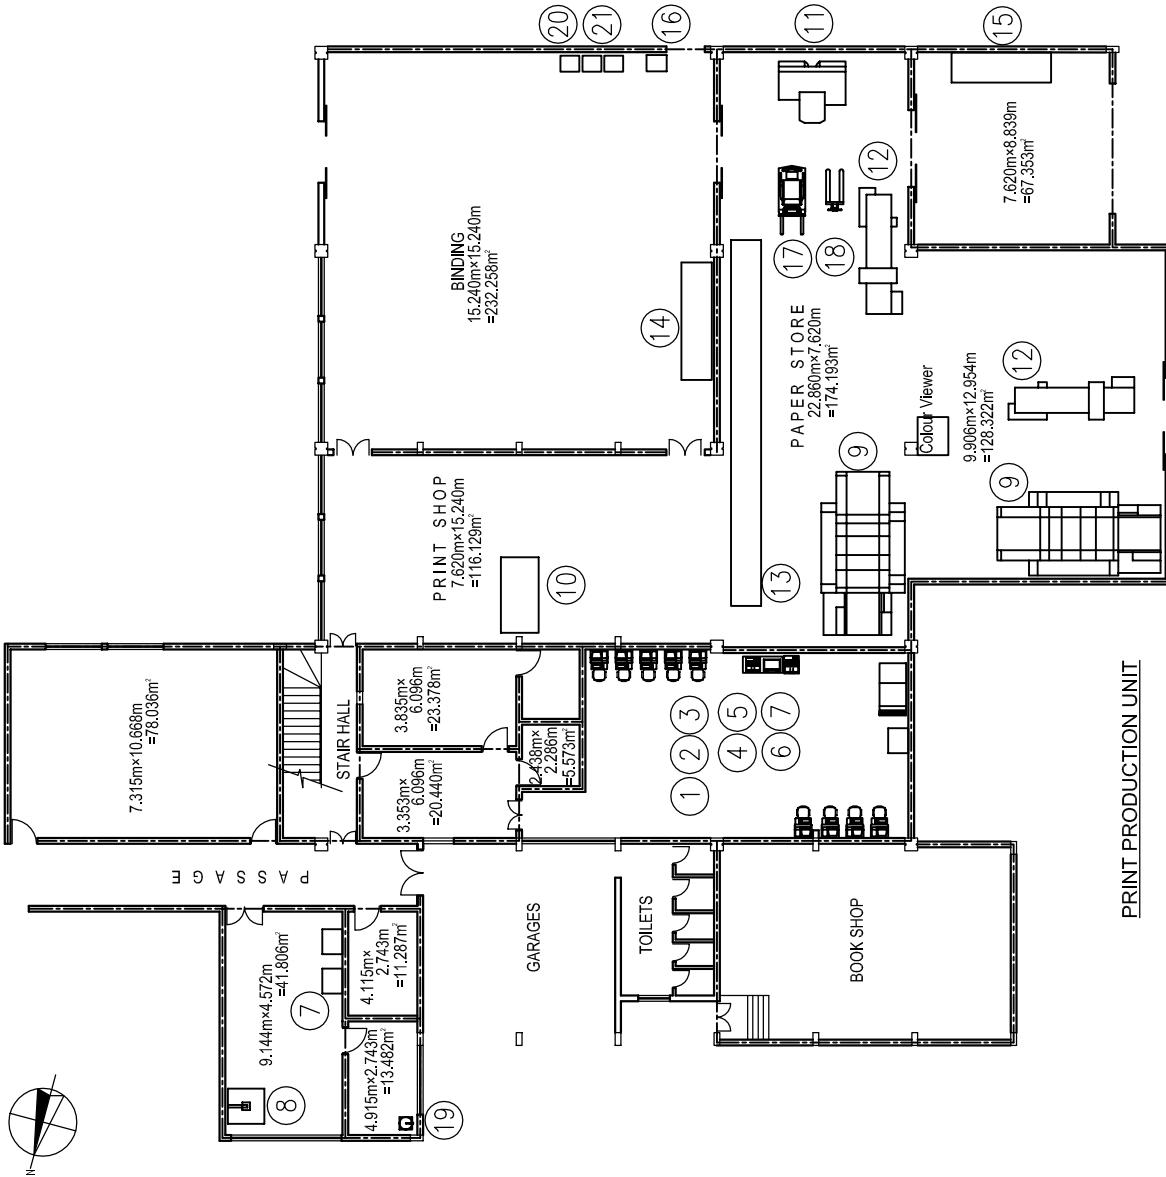 20
21
16
11
15
BINDING
15.240m×15.240m
=232.258m²
7.620m×8.839m
=67.353m²
12
17
18
14
PAPER STORE
22.860m×7.620m
=174.193m²
12
Colour Viewer
9.906m×12.954m
=128.322m²
9
9
PRINT SHOP
7.620m×15.240m
=116.129m²
10
13
7.315m×10.668m
=78.036m²
STAIR HALL
3.835m×
6.096m
=23.378m²
3.353m×
6.096m
=20.440m²
2.438m×
2.286m
=5.573m²
1 2 3
4 5
6 7
PASSAGE
9.144m×4.572m
=41.806m²
7
8
4.115m×
2.743m
=11.287m²
4.915m×2.743m
=13.482m²
19
GARAGES
TOILETS
BOOK SHOP
N
PRINT PRODUCTION UNIT